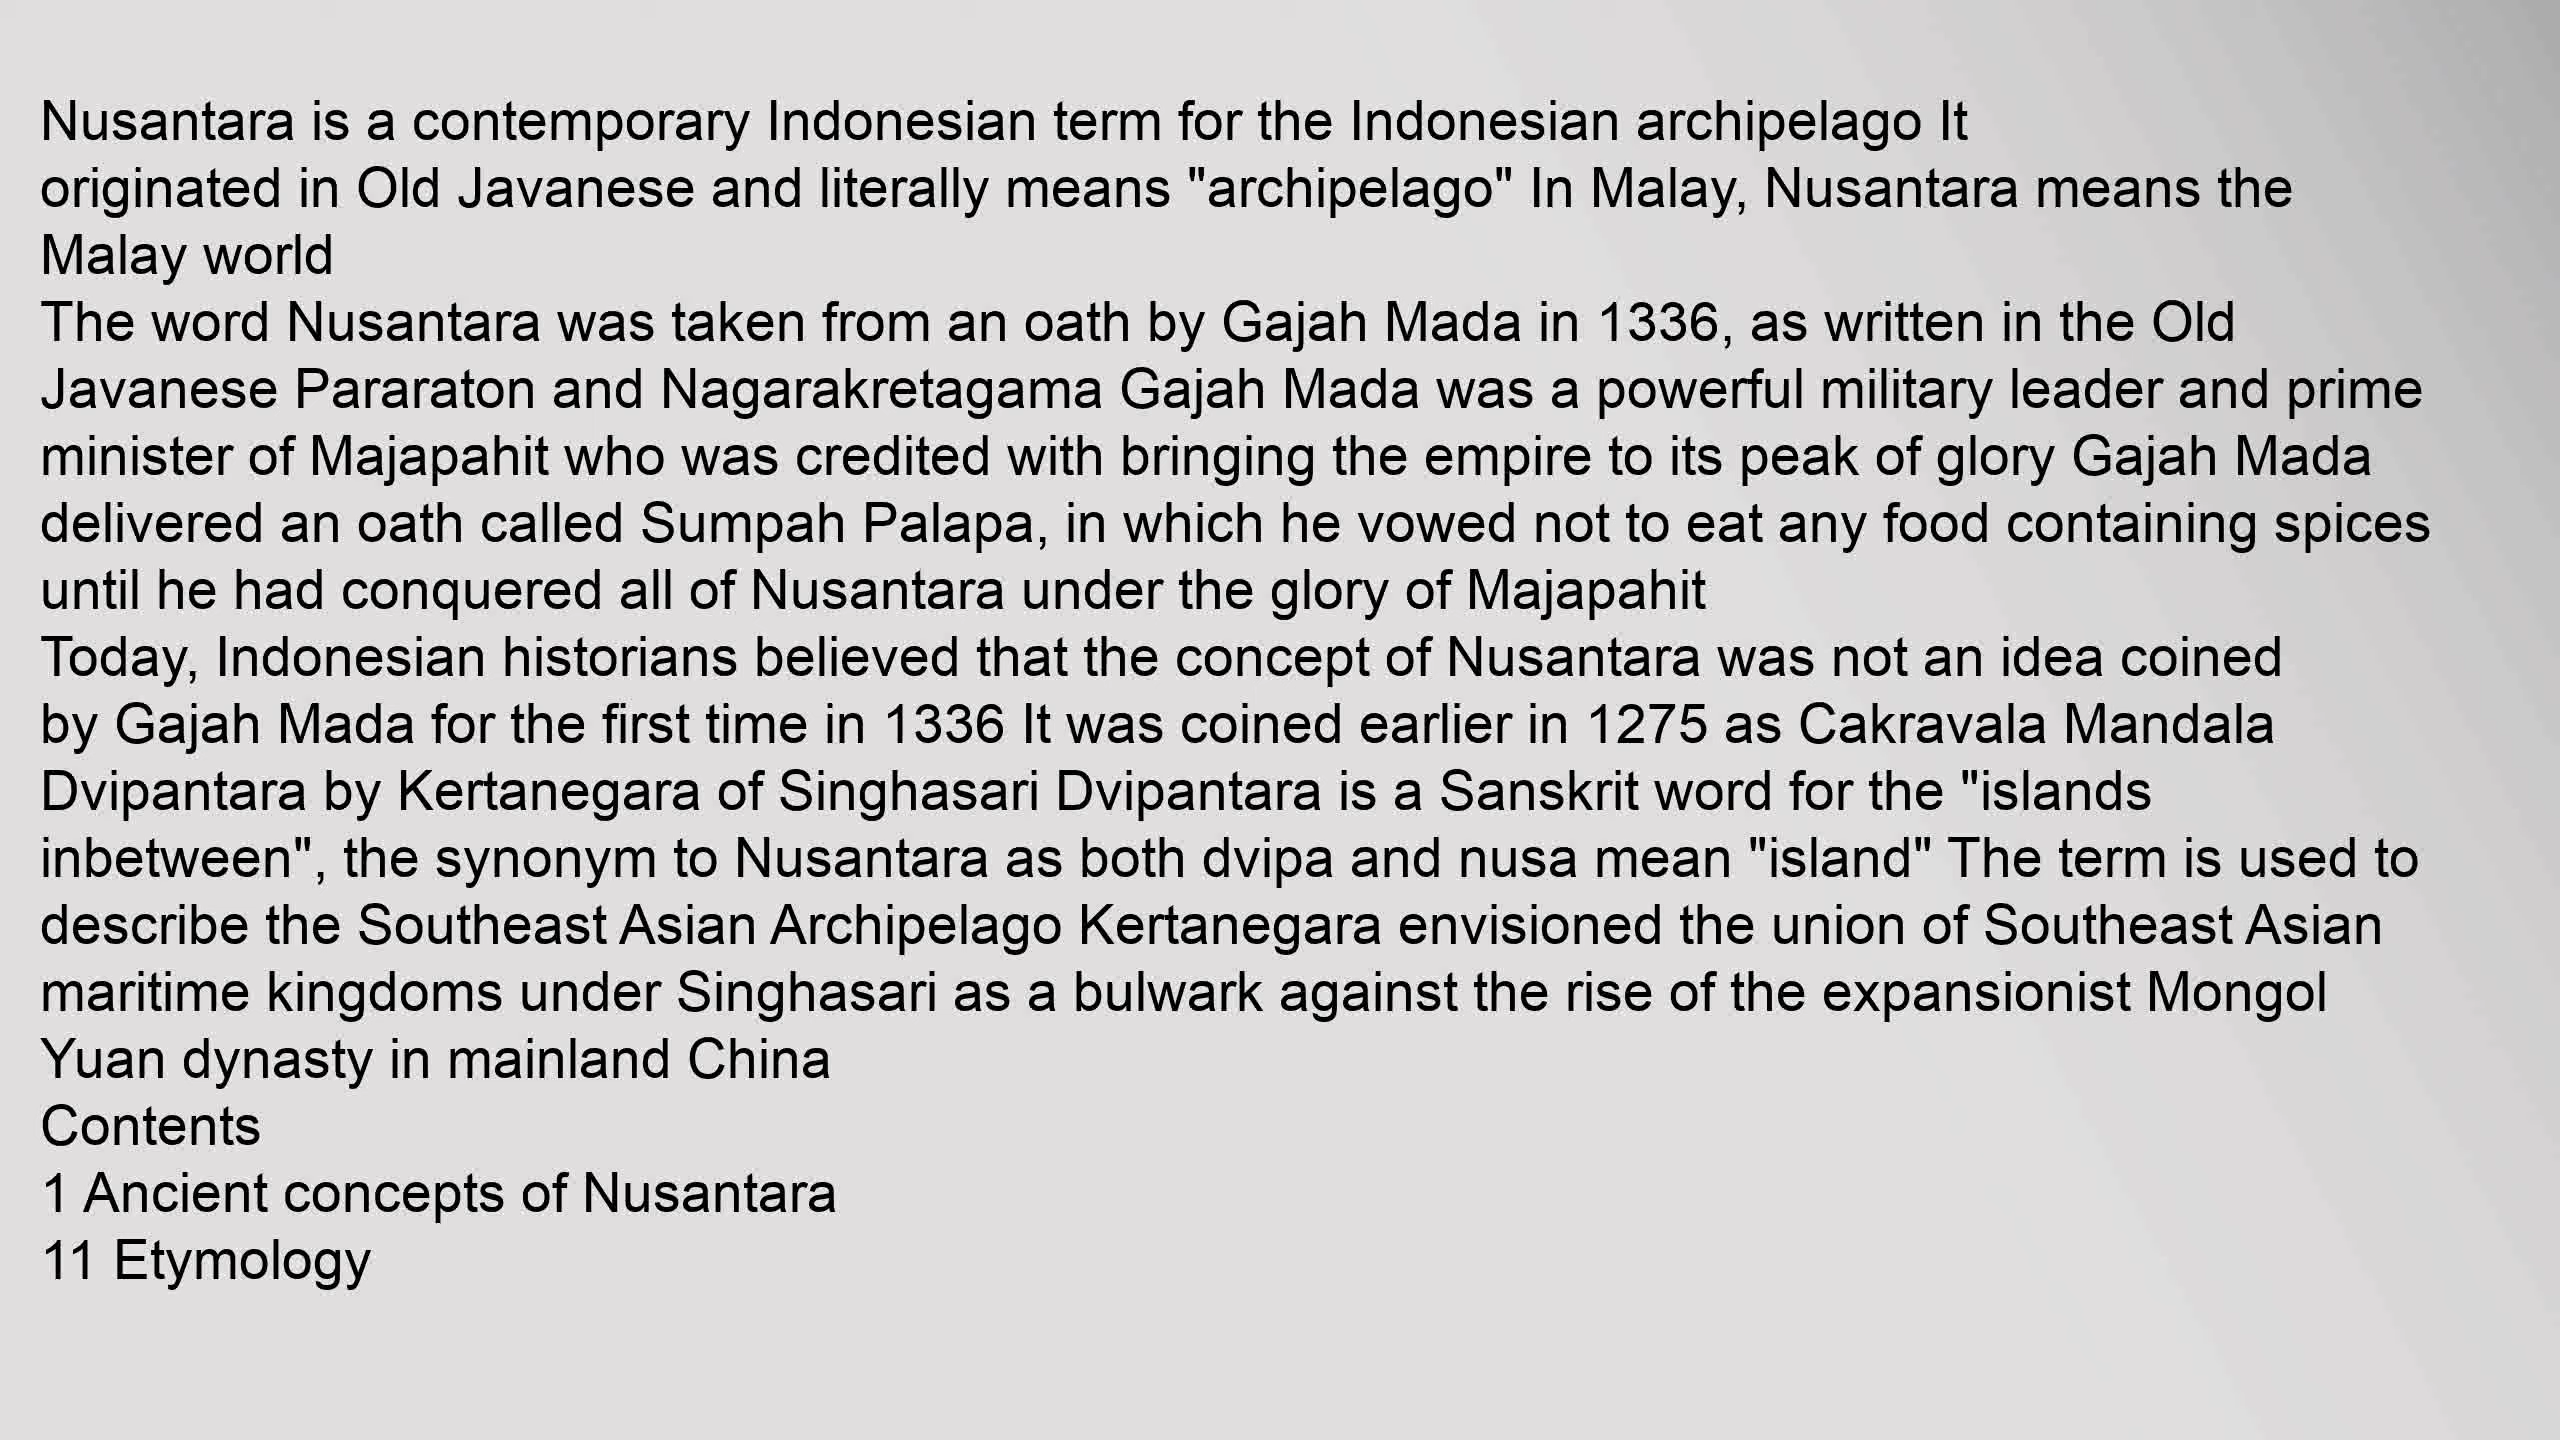 Nusantara is a contemporary Indonesian term for the Indonesian archipelago It
originated in Old Javanese and literally means "archipelago" In Malay, Nusantara means the
Malay world
The word Nusantara was taken from an oath by Gajah Mada in 1336, as written in the Old
Javanese Pararaton and Nagarakretagama Gajah Mada was a powerful military leader and prime
minister of Majapahit who was credited with bringing the empire to its peak of glory Gajah Mada
delivered an oath called Sumpah Palapa, in which he vowed not to eat any food containing spices
until he had conquered all of Nusantara under the glory of Majapahit
Today, Indonesian historians believed that the concept of Nusantara was not an idea coined
by Gajah Mada for the first time in 1336 It was coined earlier in 1275 as Cakravala Mandala
Dvipantara by Kertanegara of Singhasari Dvipantara is a Sanskrit word for the "islands
inbetween", the synonym to Nusantara as both dvipa and nusa mean "island" The term is used to
describe the Southeast Asian Archipelago Kertanegara envisioned the union of Southeast Asian
maritime kingdoms under Singhasari as a bulwark against the rise of the expansionist Mongol
Yuan dynasty in mainland China
Contents
1 Ancient concepts of Nusantara
11 Etymology